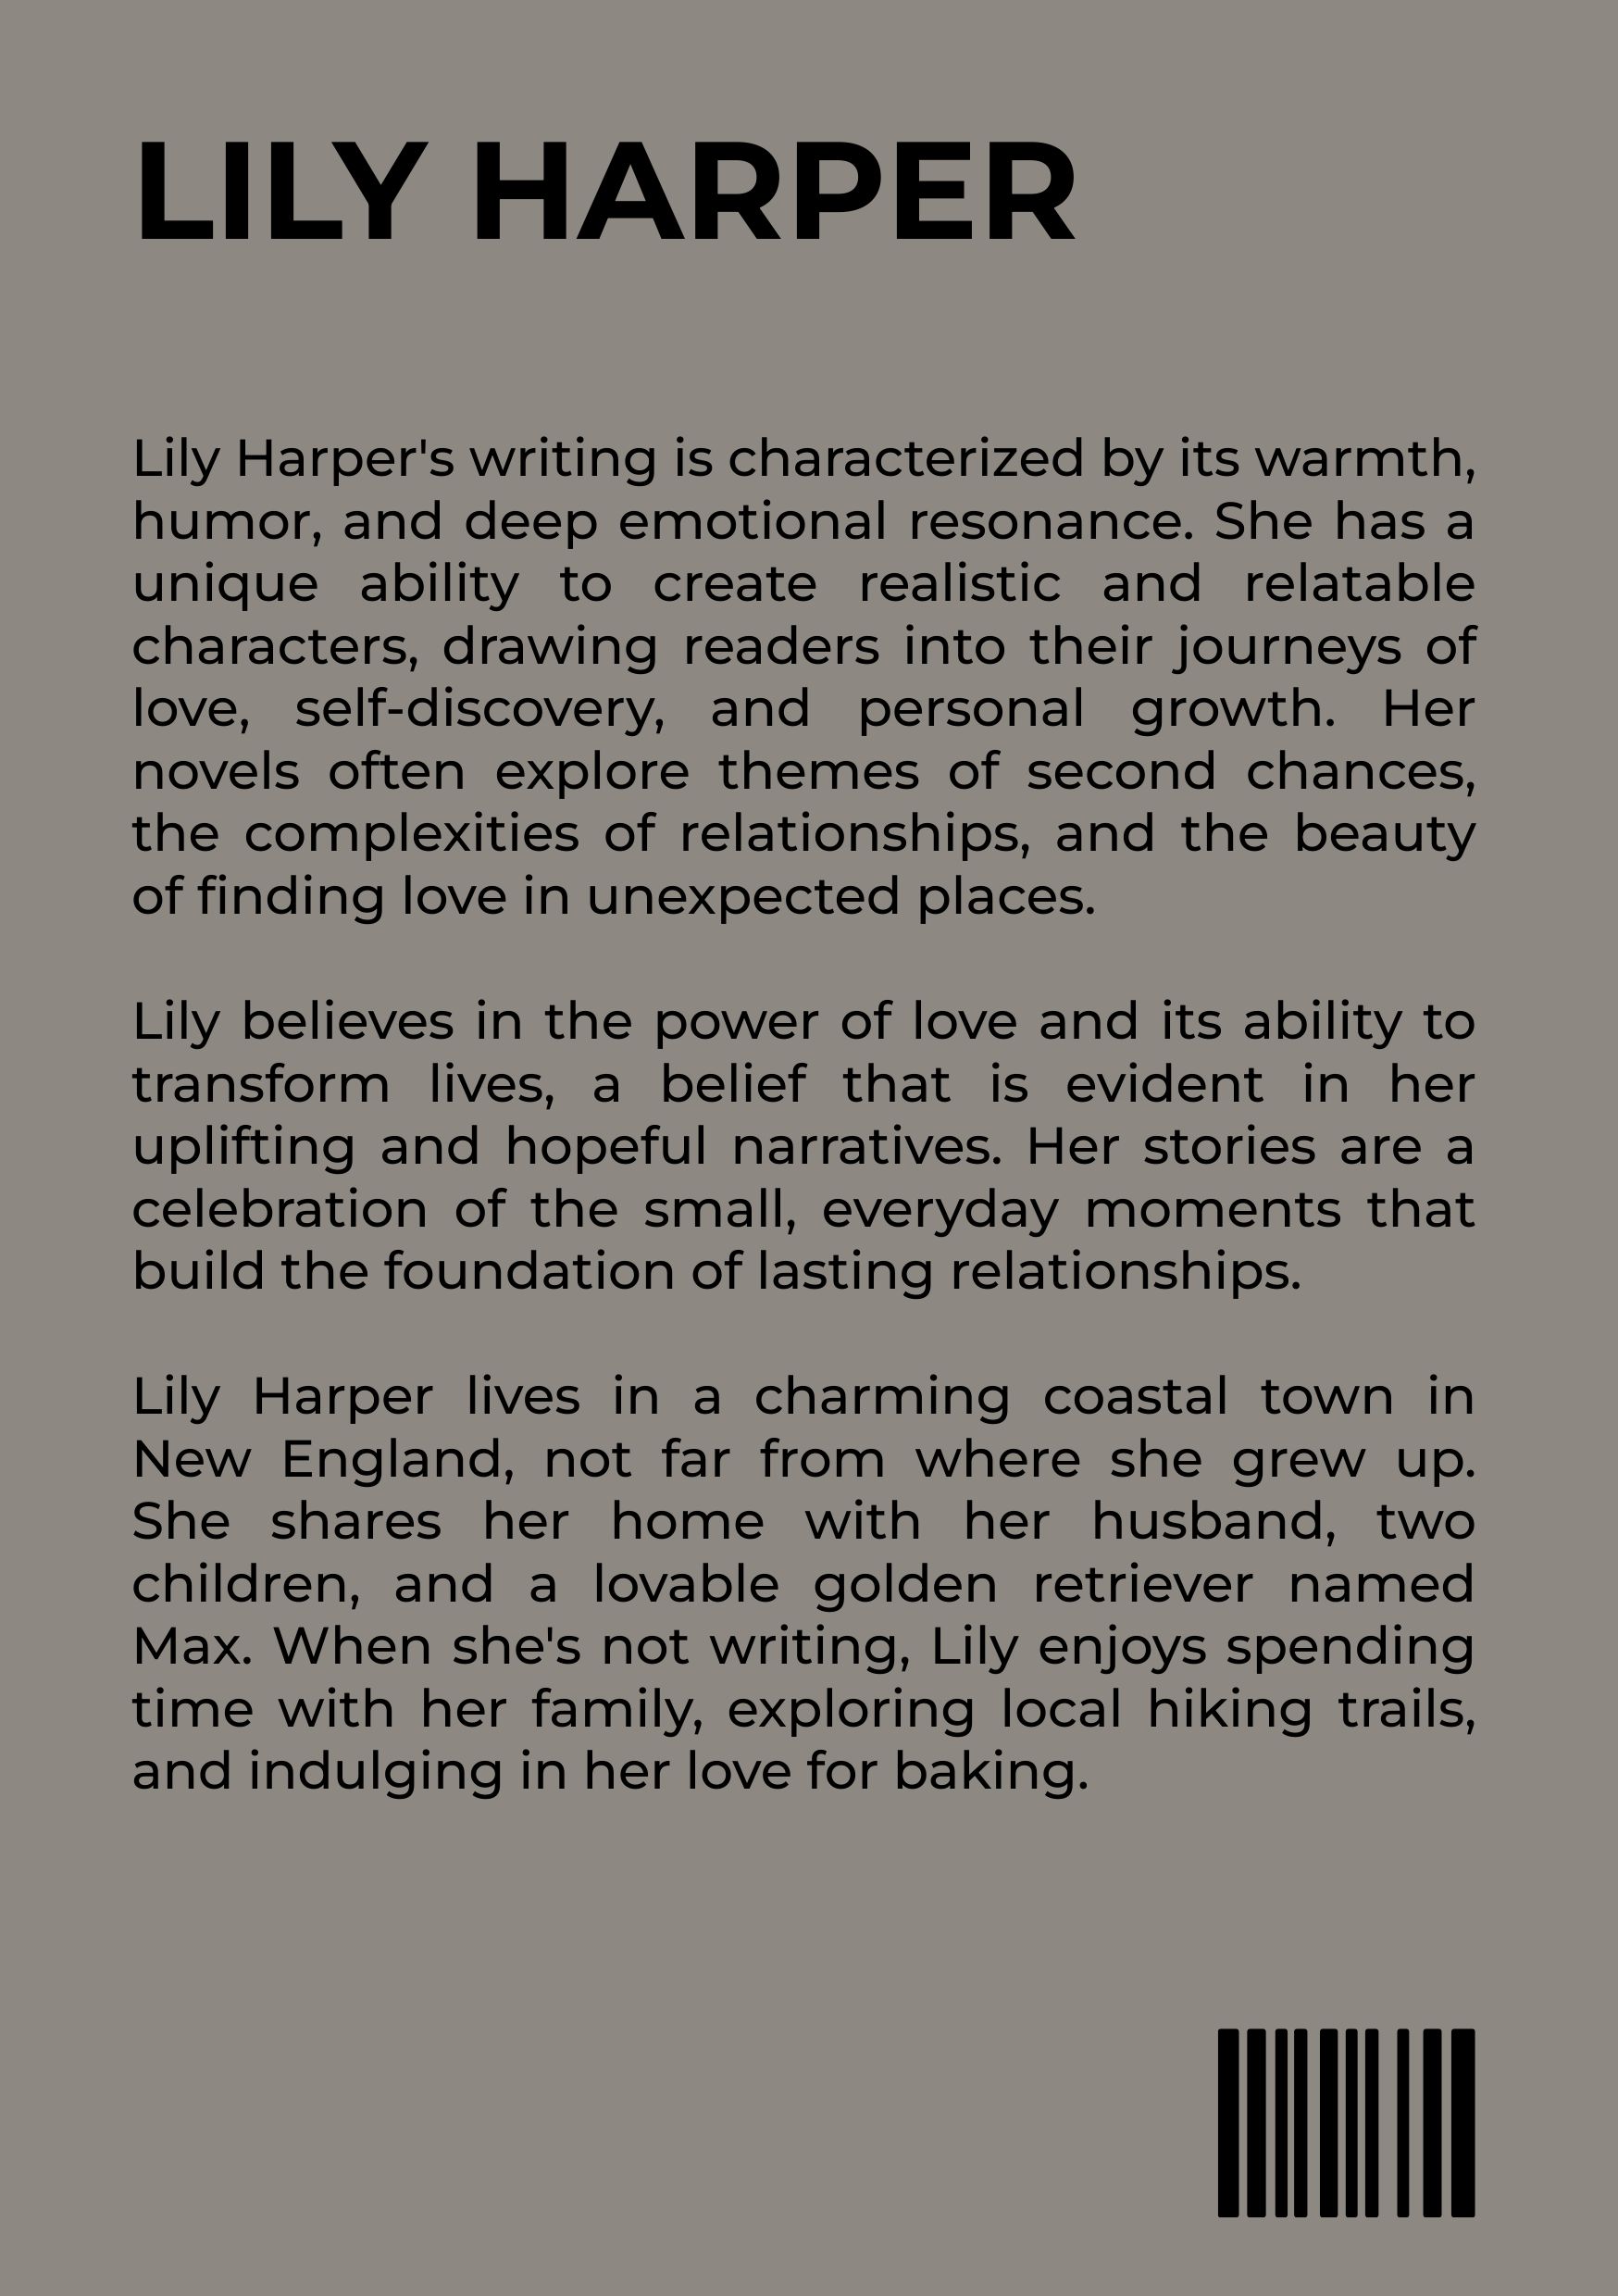 LILY HARPER
Lily Harper's writing is characterized by its warmth,
humor, and deep emotional resonance. She has a
unique ability to create realistic and relatable
characters, drawing readers into their journeys of
love, self-discovery, and personal growth. Her
novels often explore themes of second chances,
the complexities of relationships, and the beauty
of finding love in unexpected places.
Lily believes in the power of love and its ability to
transform lives, a belief that is evident in her
uplifting and hopeful narratives. Her stories are a
celebration of the small, everyday moments that
build the foundation of lasting relationships.
Lily Harper lives in a charming coastal town in
New England, not far from where she grew up.
She shares her home with her husband, two
children, and a lovable golden retriever named
Max. When she's not writing, Lily enjoys spending
time with her family, exploring local hiking trails,
and indulging in her love for baking.